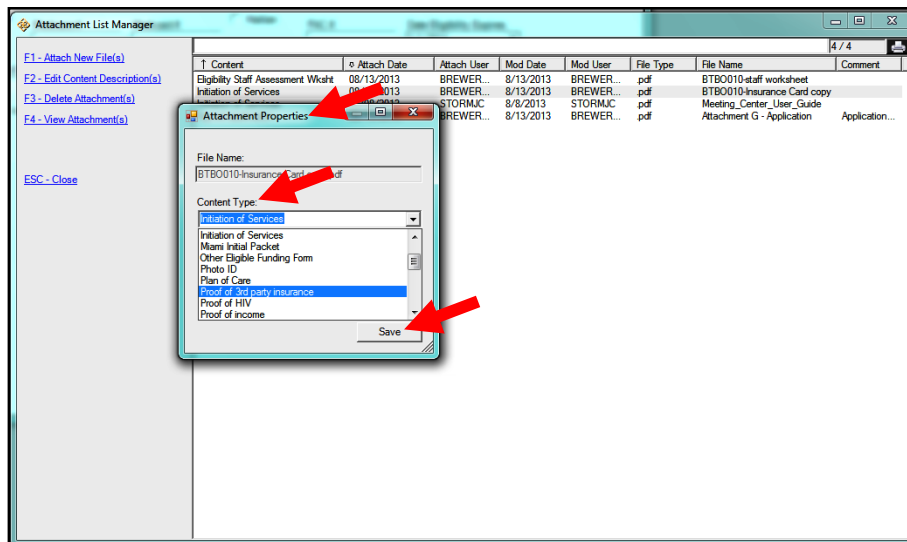 Attachment List Manager
4 / 4
F1 - Attach New File(s)
F2 - Edit Content Description(s)
F3 - Delete Attachment(s)
F4 - View Attachment(s)
ESC - Close
↑ Content Attach Date Attach User Mod Date Mod User File Type File Name Comment
Eligibility Staff Assessment Wksht 08/13/2013 BREWER... 8/13/2013 BREWER... .pdf BTBO010-staff worksheet
Initiation of Services BREWER... 8/13/2013 BREWER... .pdf BTBO010-Insurance Card copy
STORMJC 8/8/2013 STORMJC .pdf Meeting_Center_User_Guide
BREWER... 8/13/2013 BREWER... .pdf Attachment G - Application Application...
Attachment Properties
File Name:
BTBO010-Insurance Card
Content Type:
Initiation of Services
Initiation of Services
Miami Initial Packet
Other Eligible Funding Form
Photo ID
Plan of Care
Proof of 3rd party insurance
Proof of HIV
Proof of income
Save